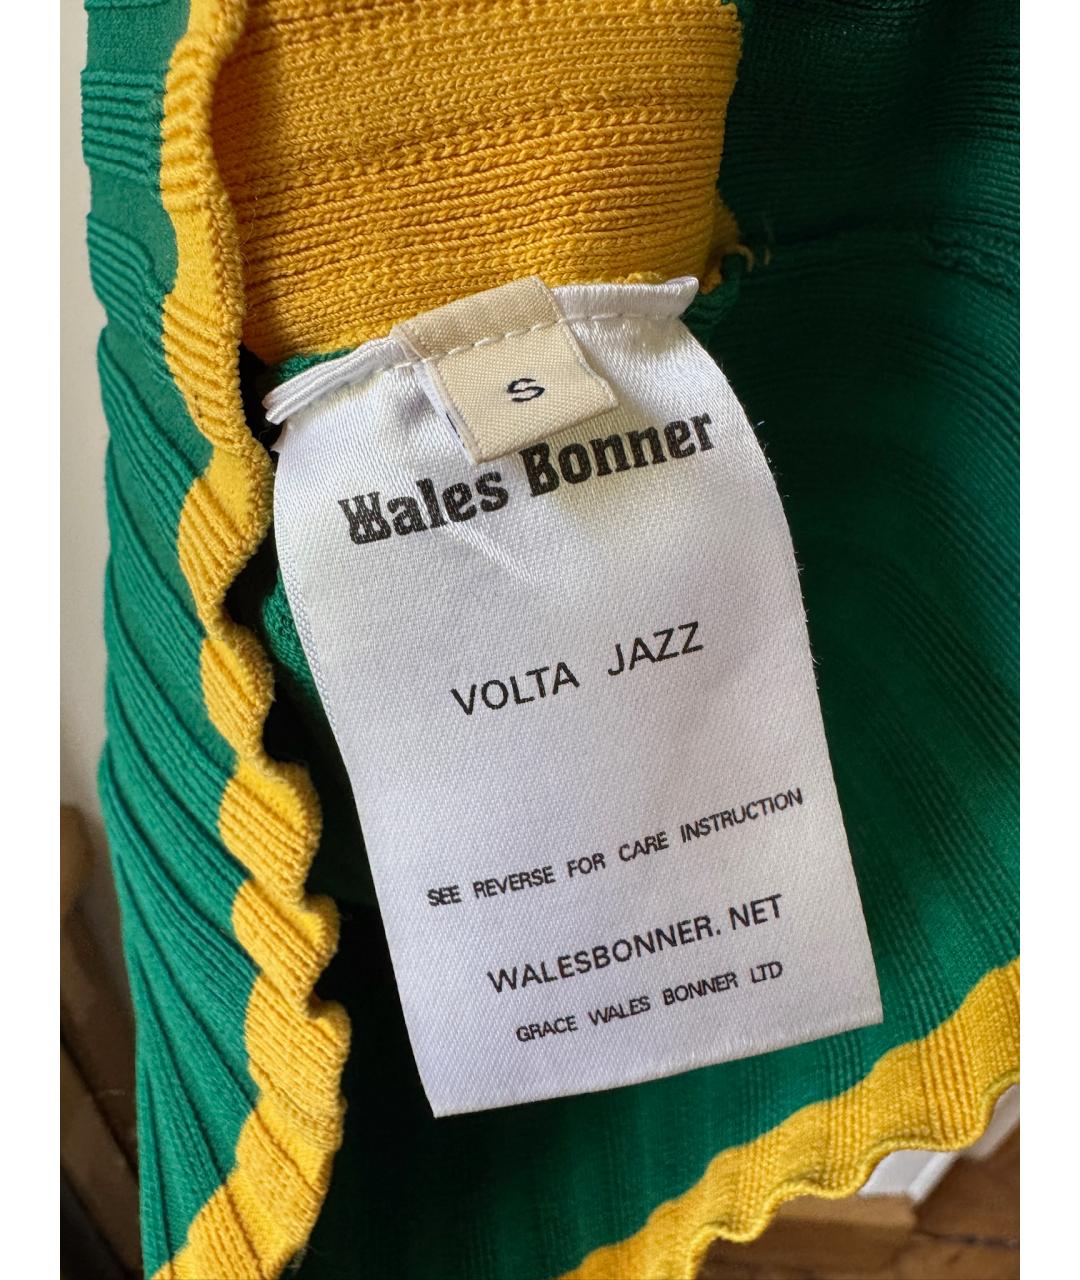 S
Wales Bonner
VOLTA JAZZ
SEE REVERSE FOR CARE INSTRUCTION
WALESBONNER.NET
GRACE WALES BONNER LTD